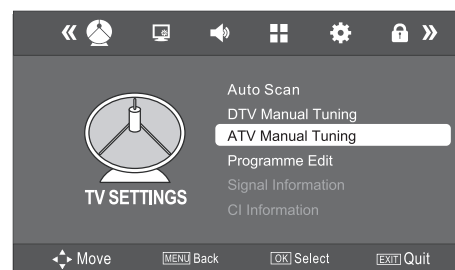 Auto Scan
DTV Manual Tuning
ATV Manual Tuning
Programme Edit
Signal Information
CI Information
TV SETTINGS
Move MENU Back OK Select EXIT Quit